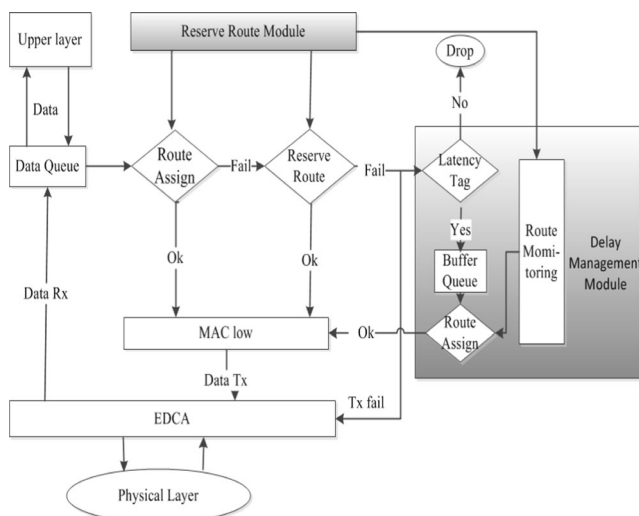 Upper layer
Reserve Route Module
Drop
Data
No
Data Queue
Route
Assign
Fail
Reserve
Route
Fail
Latency
Tag
Yes
Buffer
Queue
Route
Momi-
toring
Delay
Management
Module
Ok
Ok
Data Rx
MAC low
Ok
Route
Assign
Data Tx
Tx fail
EDCA
Physical Layer